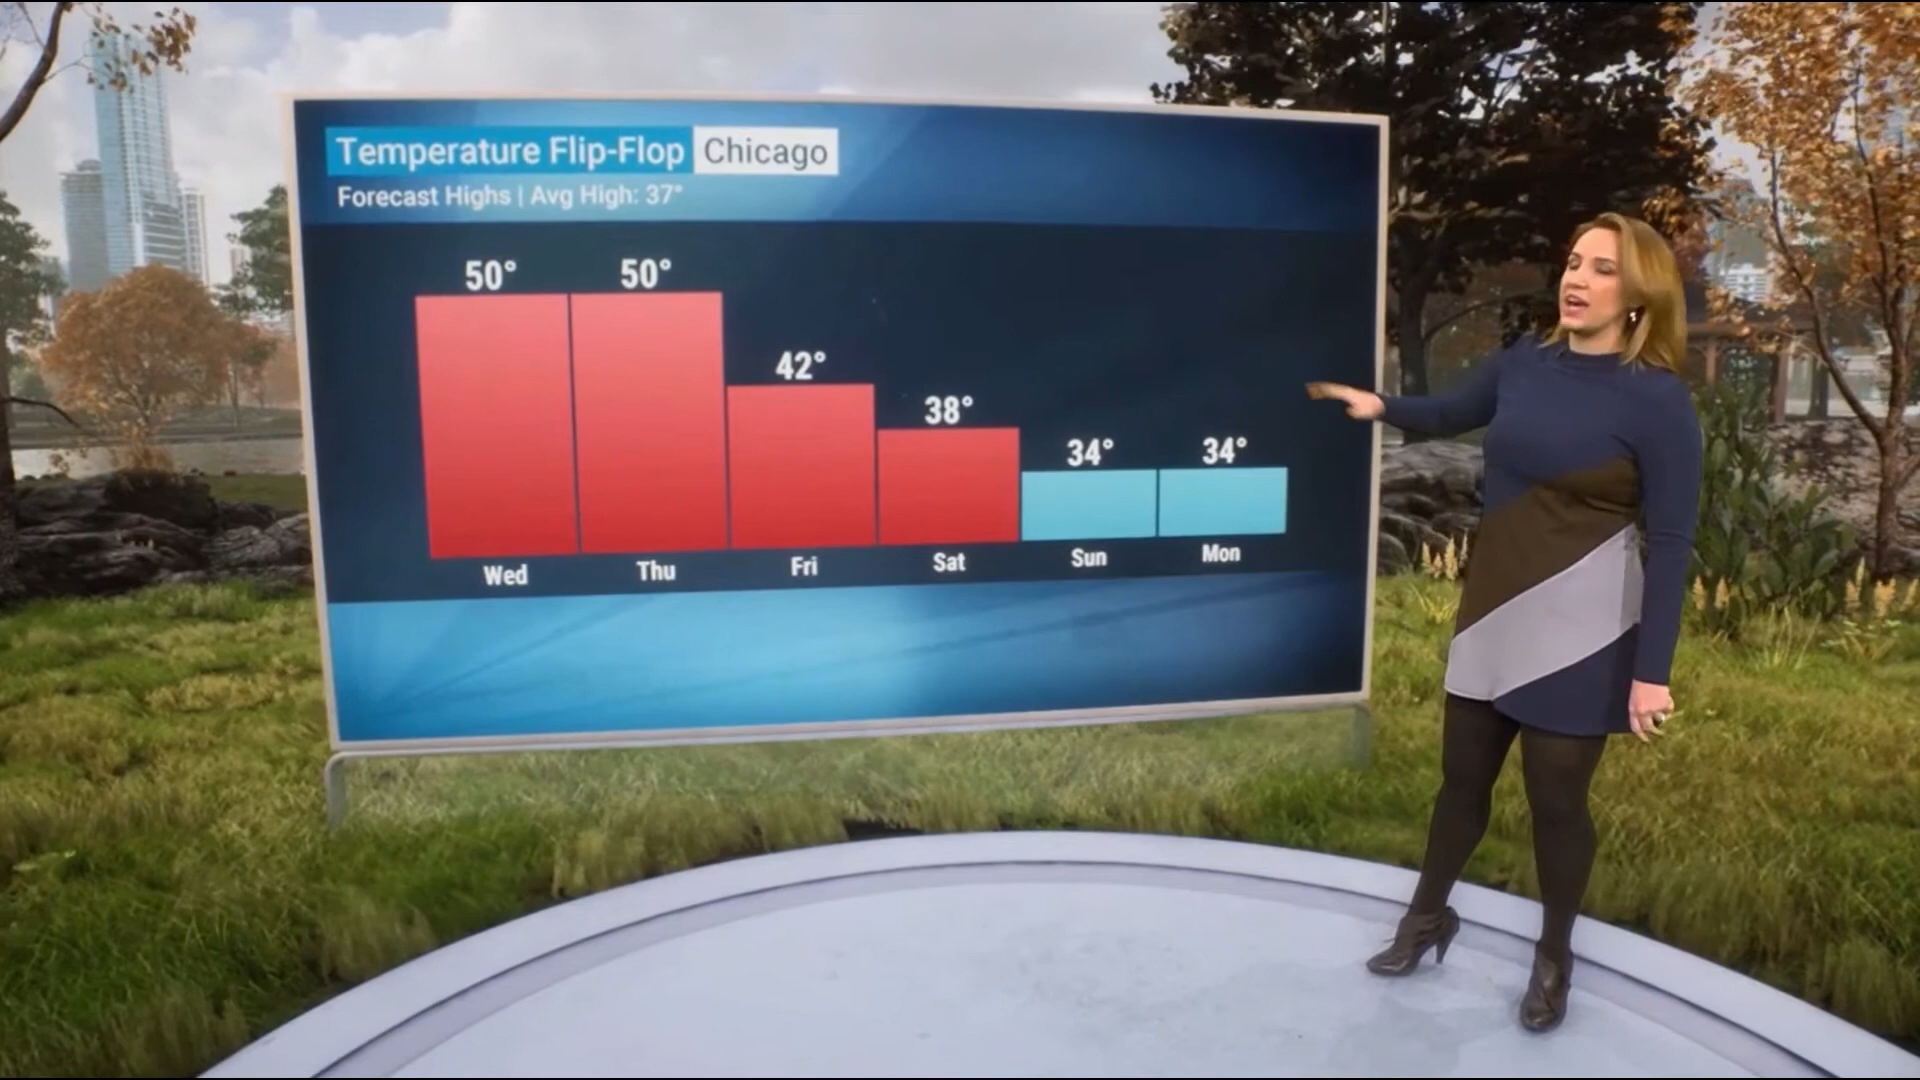 Temperature Flip-Flop Chicago
Forecast Highs | Avg High: 37°
50° 50° 42° 38° 34° 34°
Wed Thu Fri Sat Sun Mon